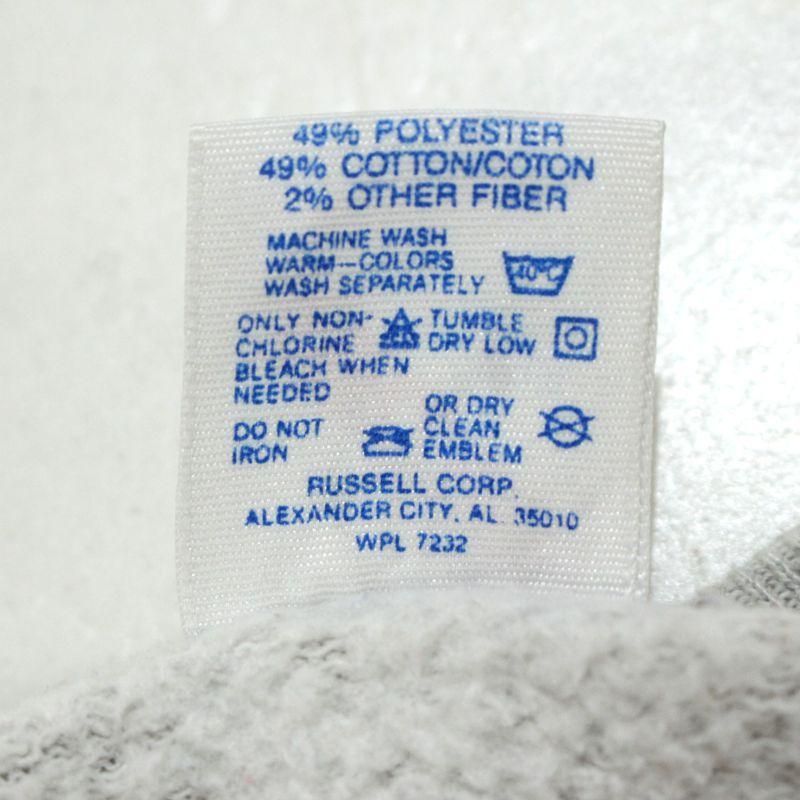 49% POLYESTER
49% COTTON/COTON
2% OTHER FIBER
MACHINE WASH
WARM-COLORS
WASH SEPARATELY
40°C
ONLY NON-
CHLORINE
BLEACH WHEN
NEEDED
TUMBLE
DRY LOW
DO NOT
IRON
OR DRY
CLEAN
EMBLEM
RUSSELL CORP.
ALEXANDER CITY, AL 35010
WPL 7232